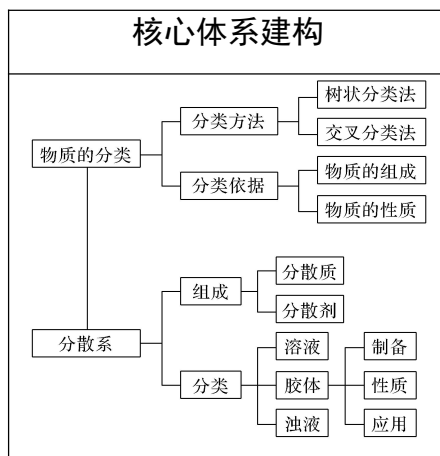 核心体系建构
树状分类法
分类方法
交叉分类法
物质的分类
物质的组成
分类依据
物质的性质
分散质
组成
分散剂
分散系
溶液
制备
分类
胶体
性质
浊液
应用